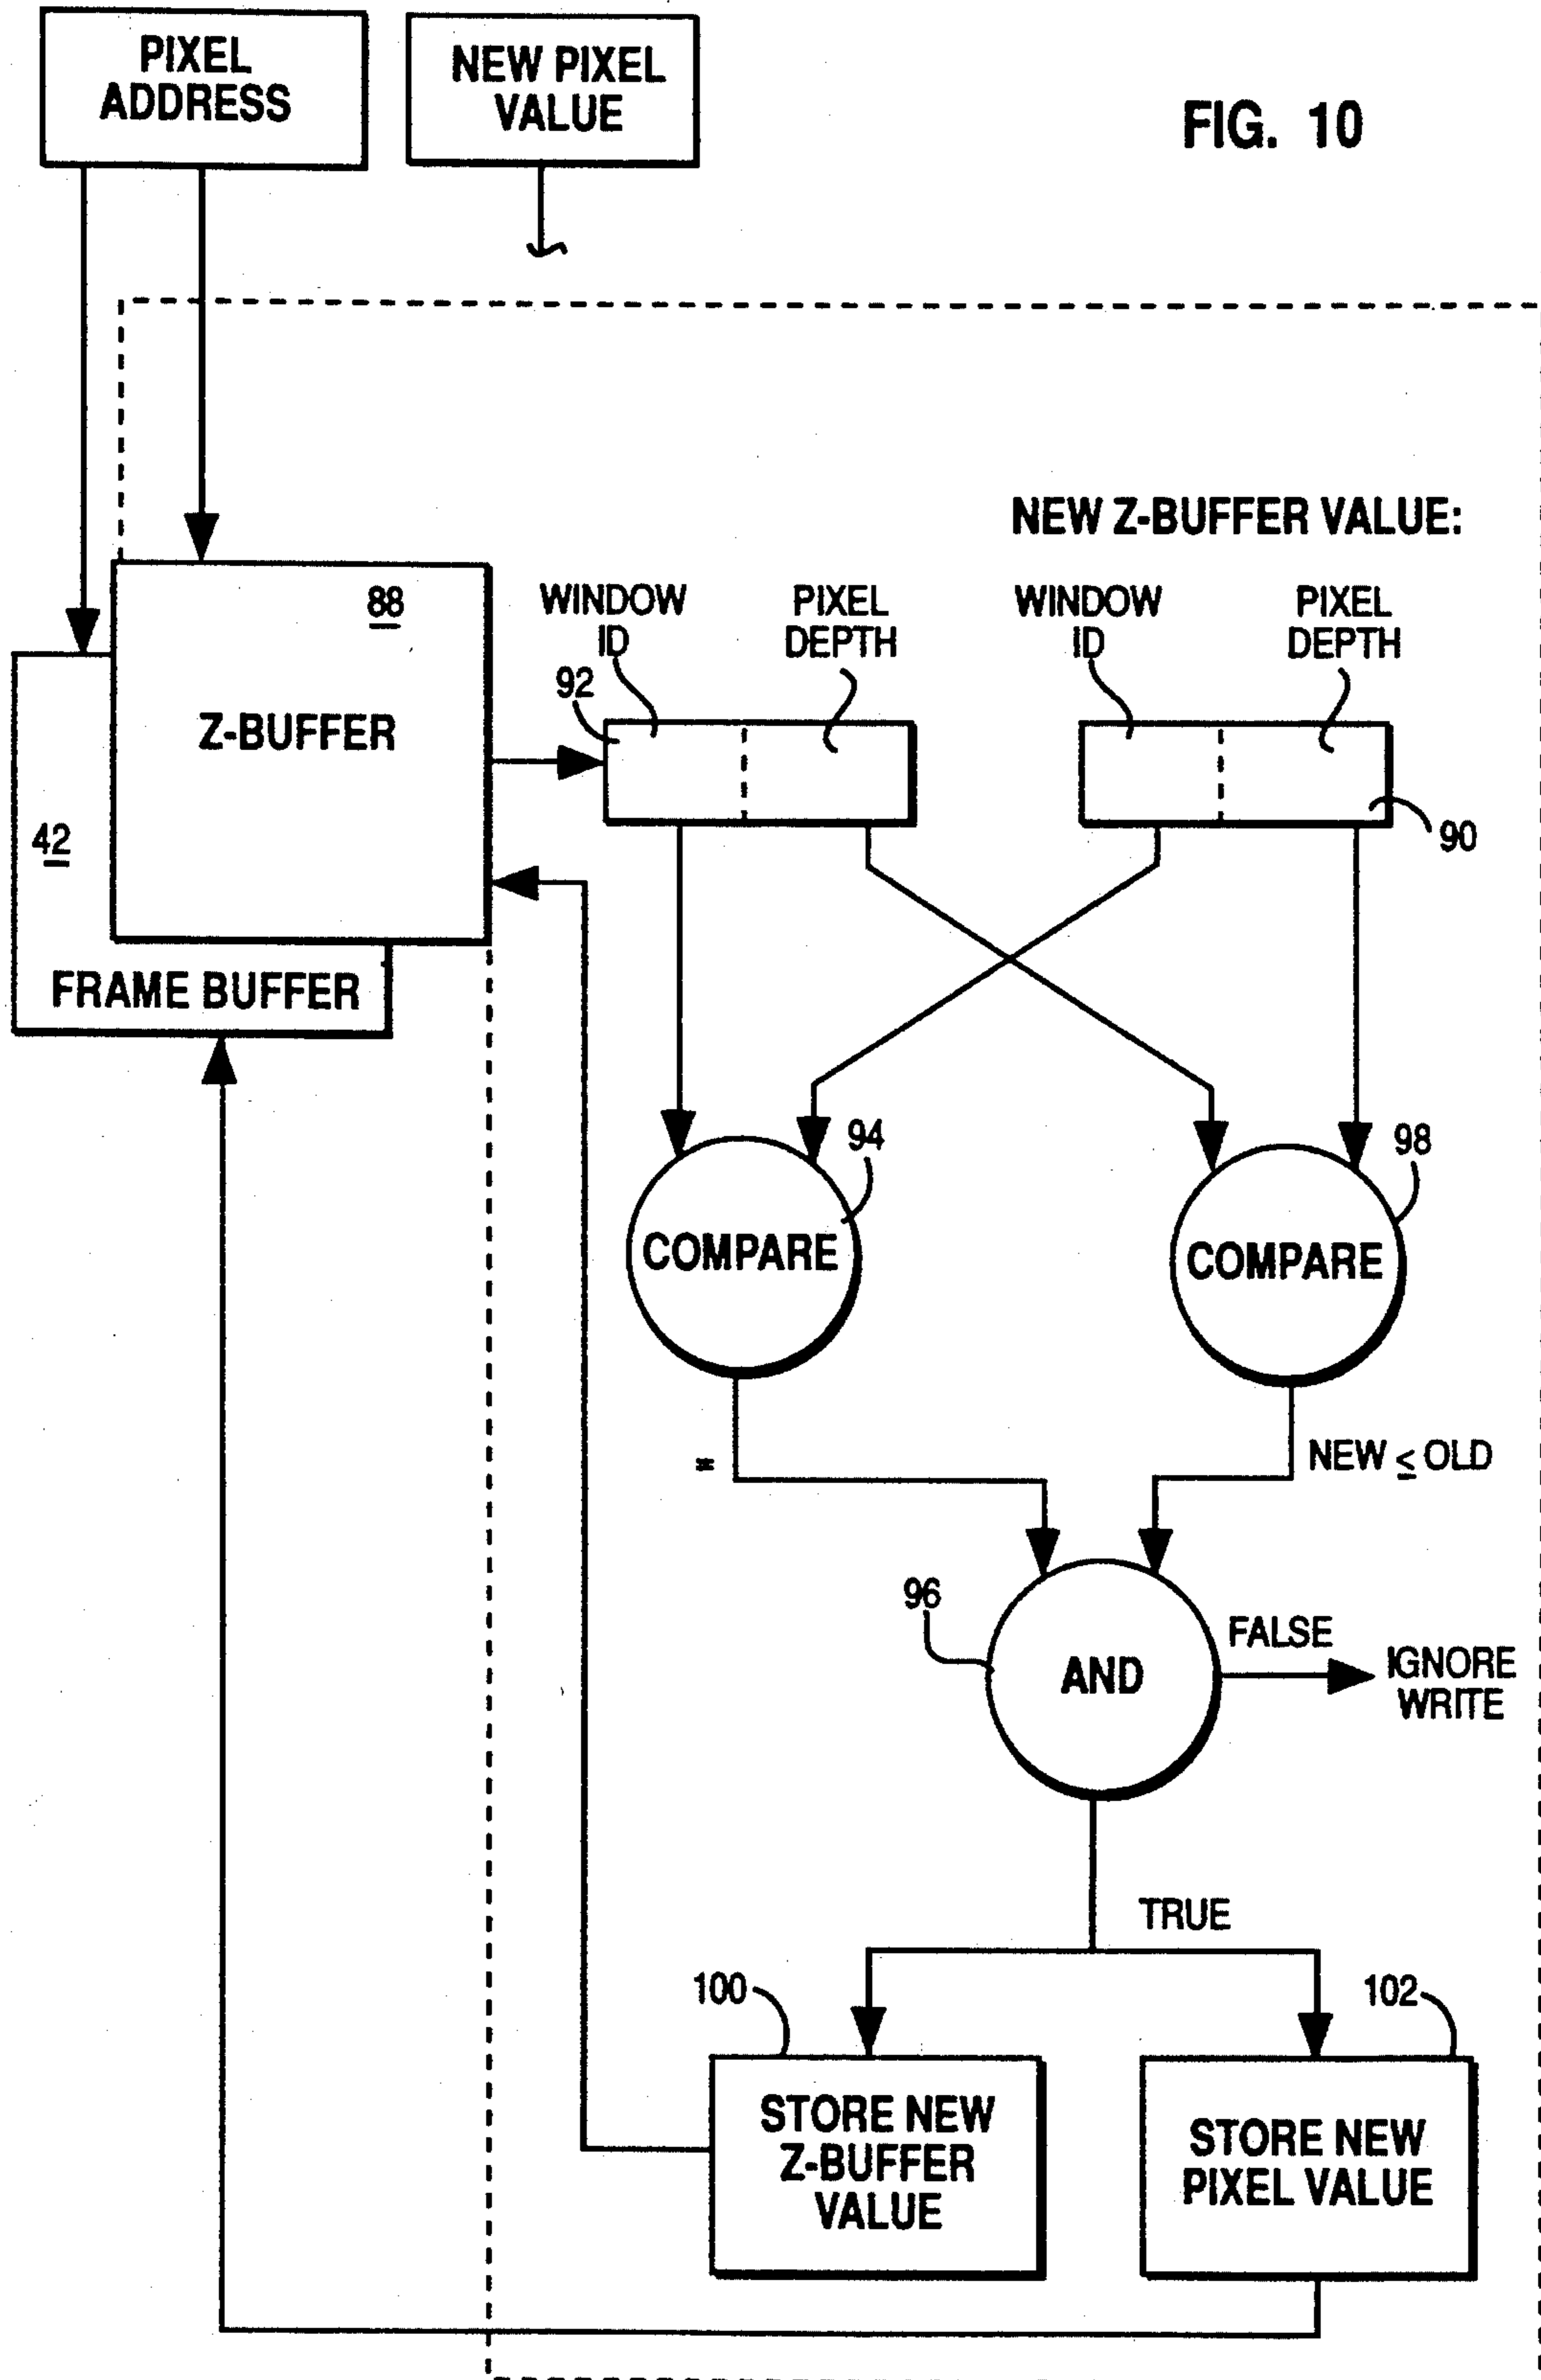 PIXEL
ADDRESS
NEW PIXEL
VALUE
FIG. 10
NEW Z-BUFFER VALUE:
88
Z-BUFFER
42
FRAME BUFFER
WINDOW
ID
PIXEL
DEPTH
92
WINDOW
ID
PIXEL
DEPTH
90
94
COMPARE
98
COMPARE
=
NEW ≤ OLD
96
AND
FALSE
IGNORE
WRITE
TRUE
100
STORE NEW
Z-BUFFER
VALUE
102
STORE NEW
PIXEL VALUE